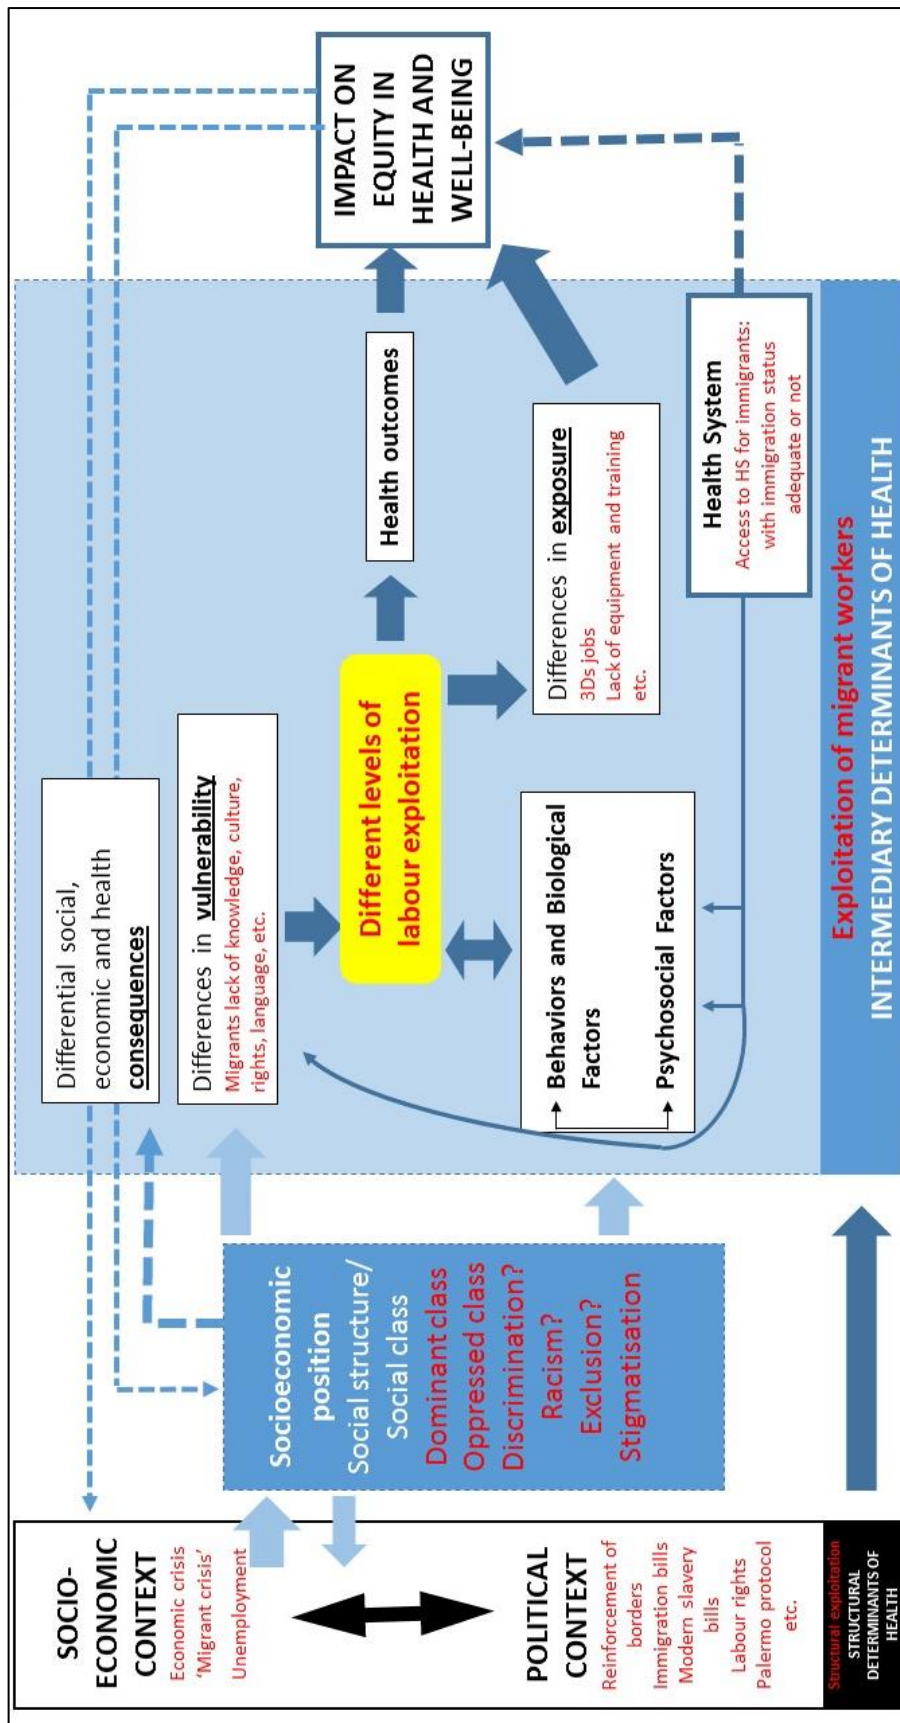 SOCIO-
ECONOMIC
CONTEXT
Economic crisis
‘Migrant crisis’
Unemployment
POLITICAL
CONTEXT
Reinforcement of
borders
Immigration bills
Modern slavery
bills
Labour rights
Palermo protocol
etc.
Structural exploitation
STRUCTURAL
DETERMINANTS OF
HEALTH
Socioeconomic
position
Social structure/
Social class
Dominant class
Oppressed class
Discrimination?
Racism?
Exclusion?
Stigmatisation
Differential social,
economic and health
consequences
Differences in vulnerability
Migrants lack of knowledge, culture,
rights, language, etc.
Different levels of
labour exploitation
Behaviors and Biological
Factors
Psychosocial Factors
Health outcomes
Differences in exposure
3Ds jobs
Lack of equipment and training
etc.
Health System
Access to HS for immigrants:
with immigration status
adequate or not
Exploitation of migrant workers
INTERMEDIARY DETERMINANTS OF HEALTH
IMPACT ON
EQUITY IN
HEALTH AND
WELL-BEING